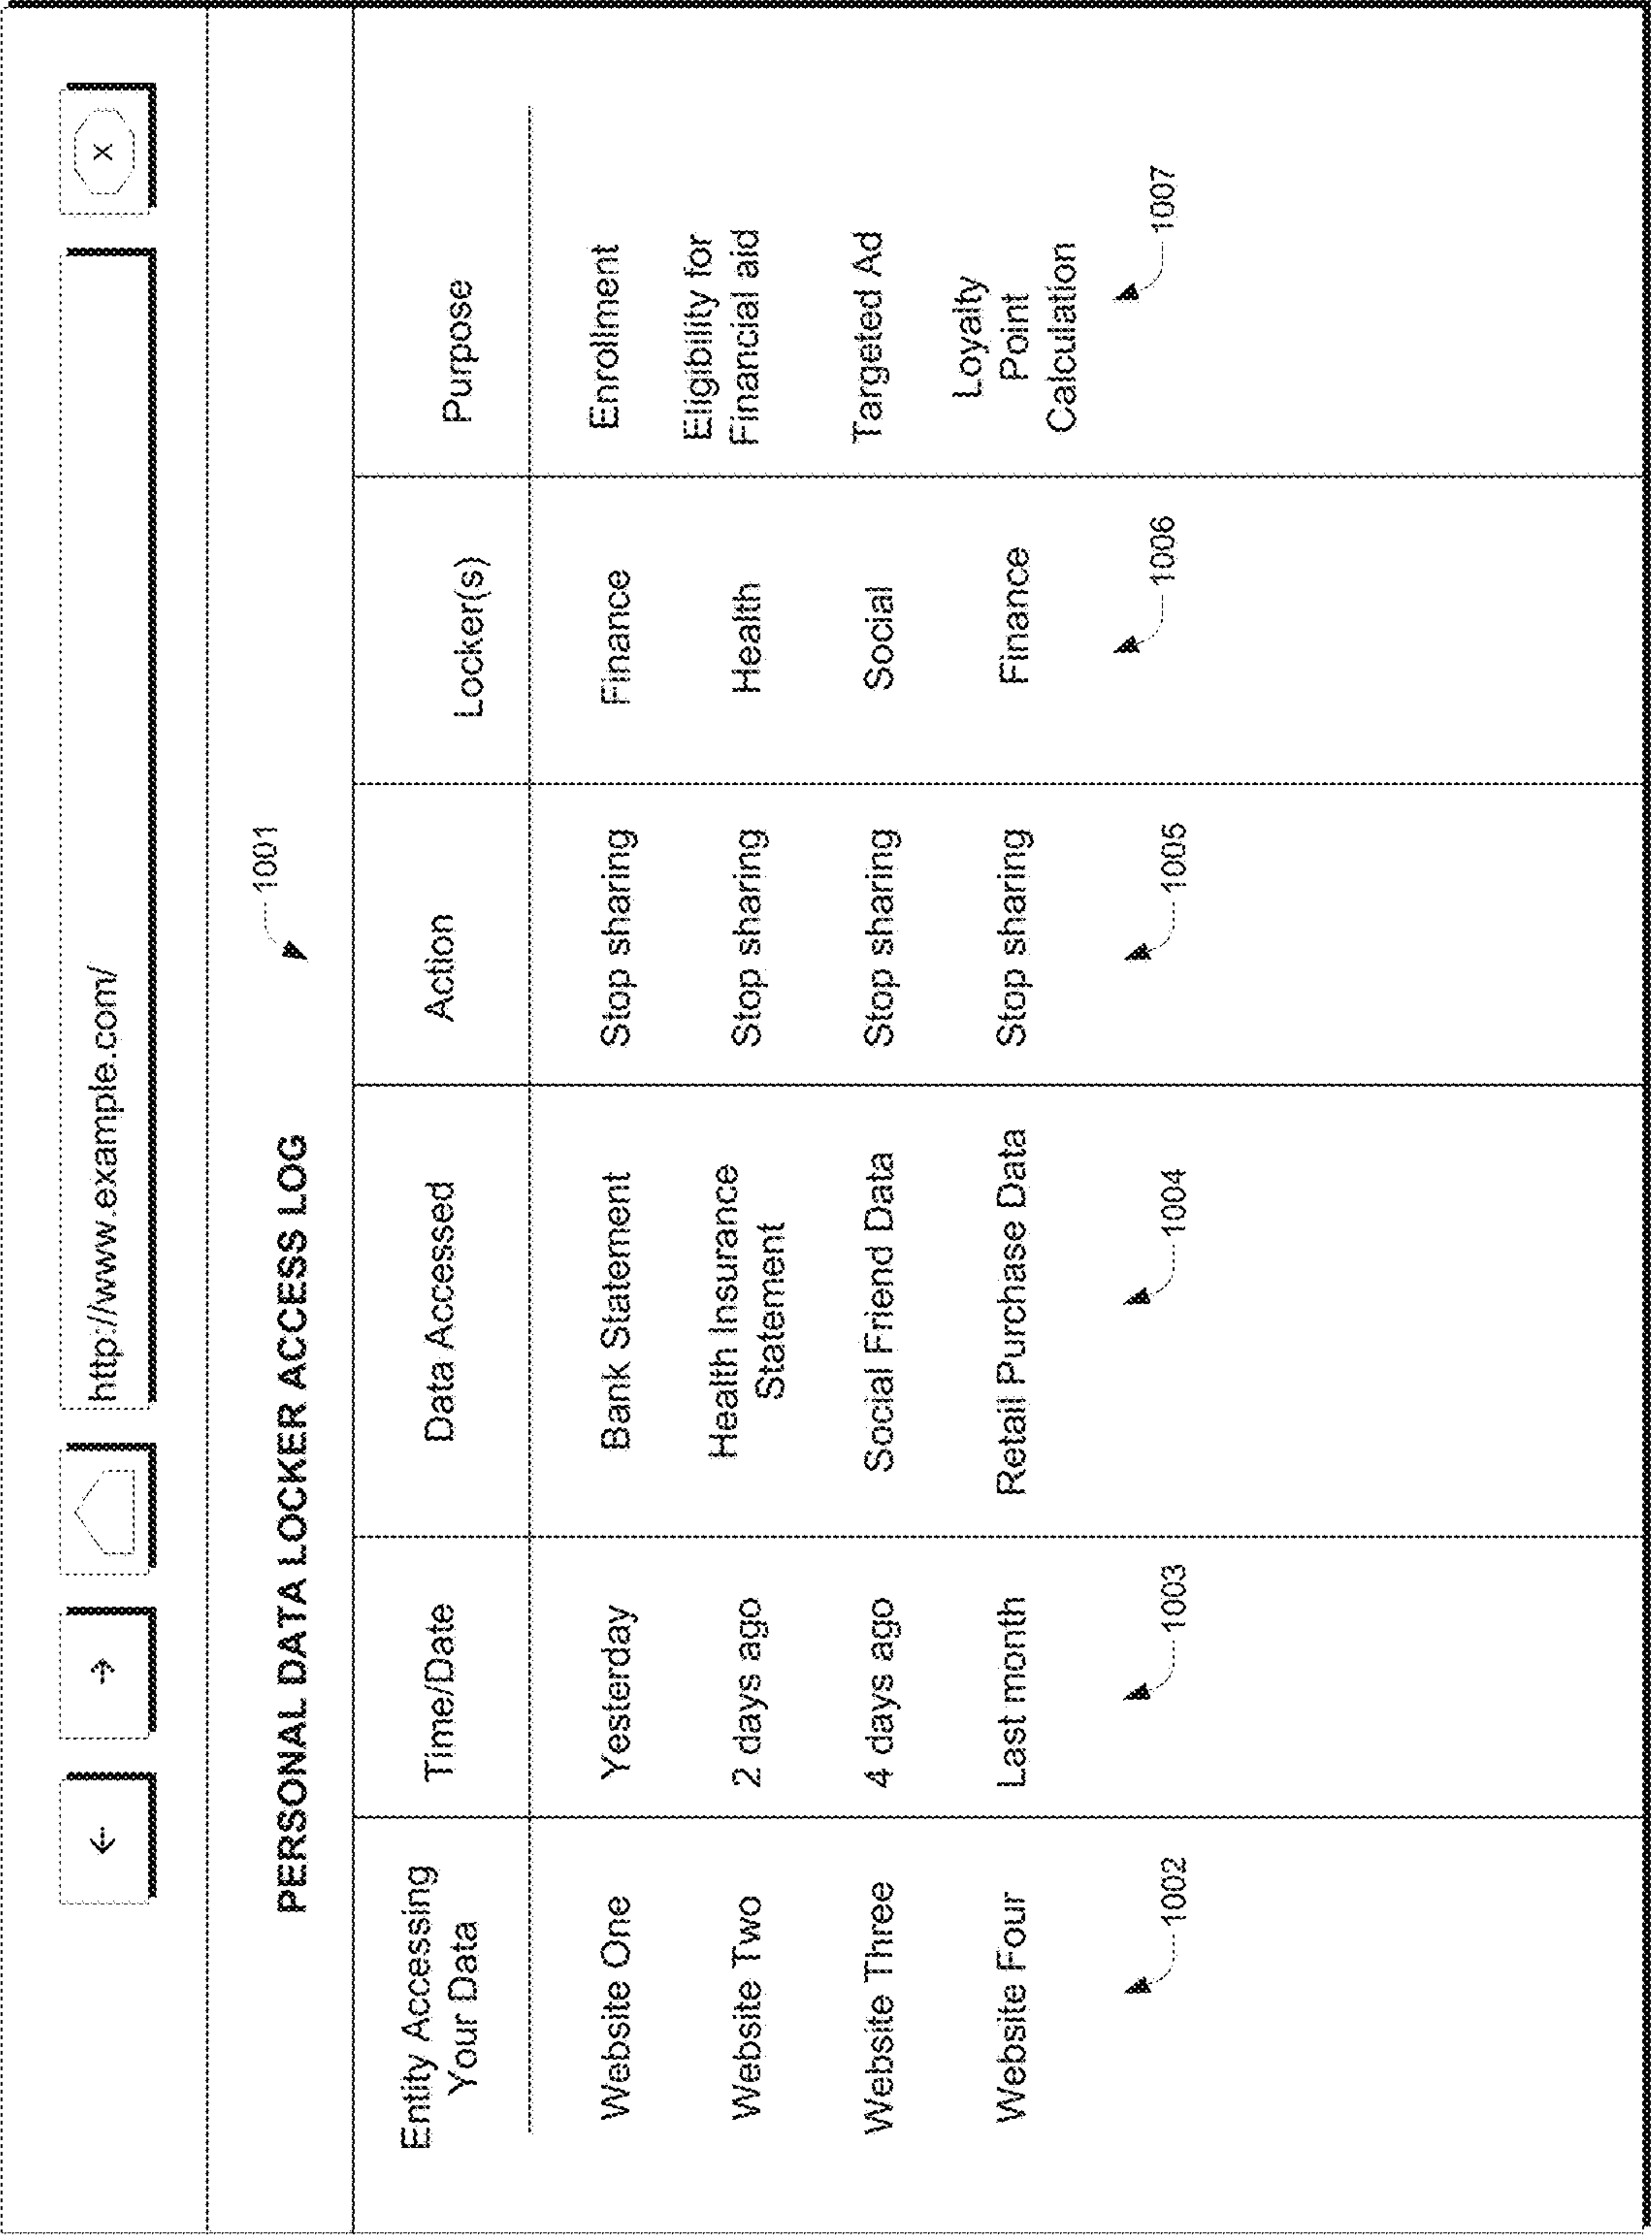 ← → http://www.example.com/ X
PERSONAL DATA LOCKER ACCESS LOG 1001
Entity Accessing
Your Data
Time/Date
Data Accessed
Action
Locker(s)
Purpose
Website One
Yesterday
Bank Statement
Stop sharing
Finance
Enrollment
Website Two
2 days ago
Health Insurance
Statement
Stop sharing
Health
Eligibility for
Financial aid
Website Three
4 days ago
Social Friend Data
Stop sharing
Social
Targeted Ad
Website Four
Last month
Retail Purchase Data
Stop sharing
Finance
Loyalty
Point
Calculation
1002
1003
1004
1005
1006
1007